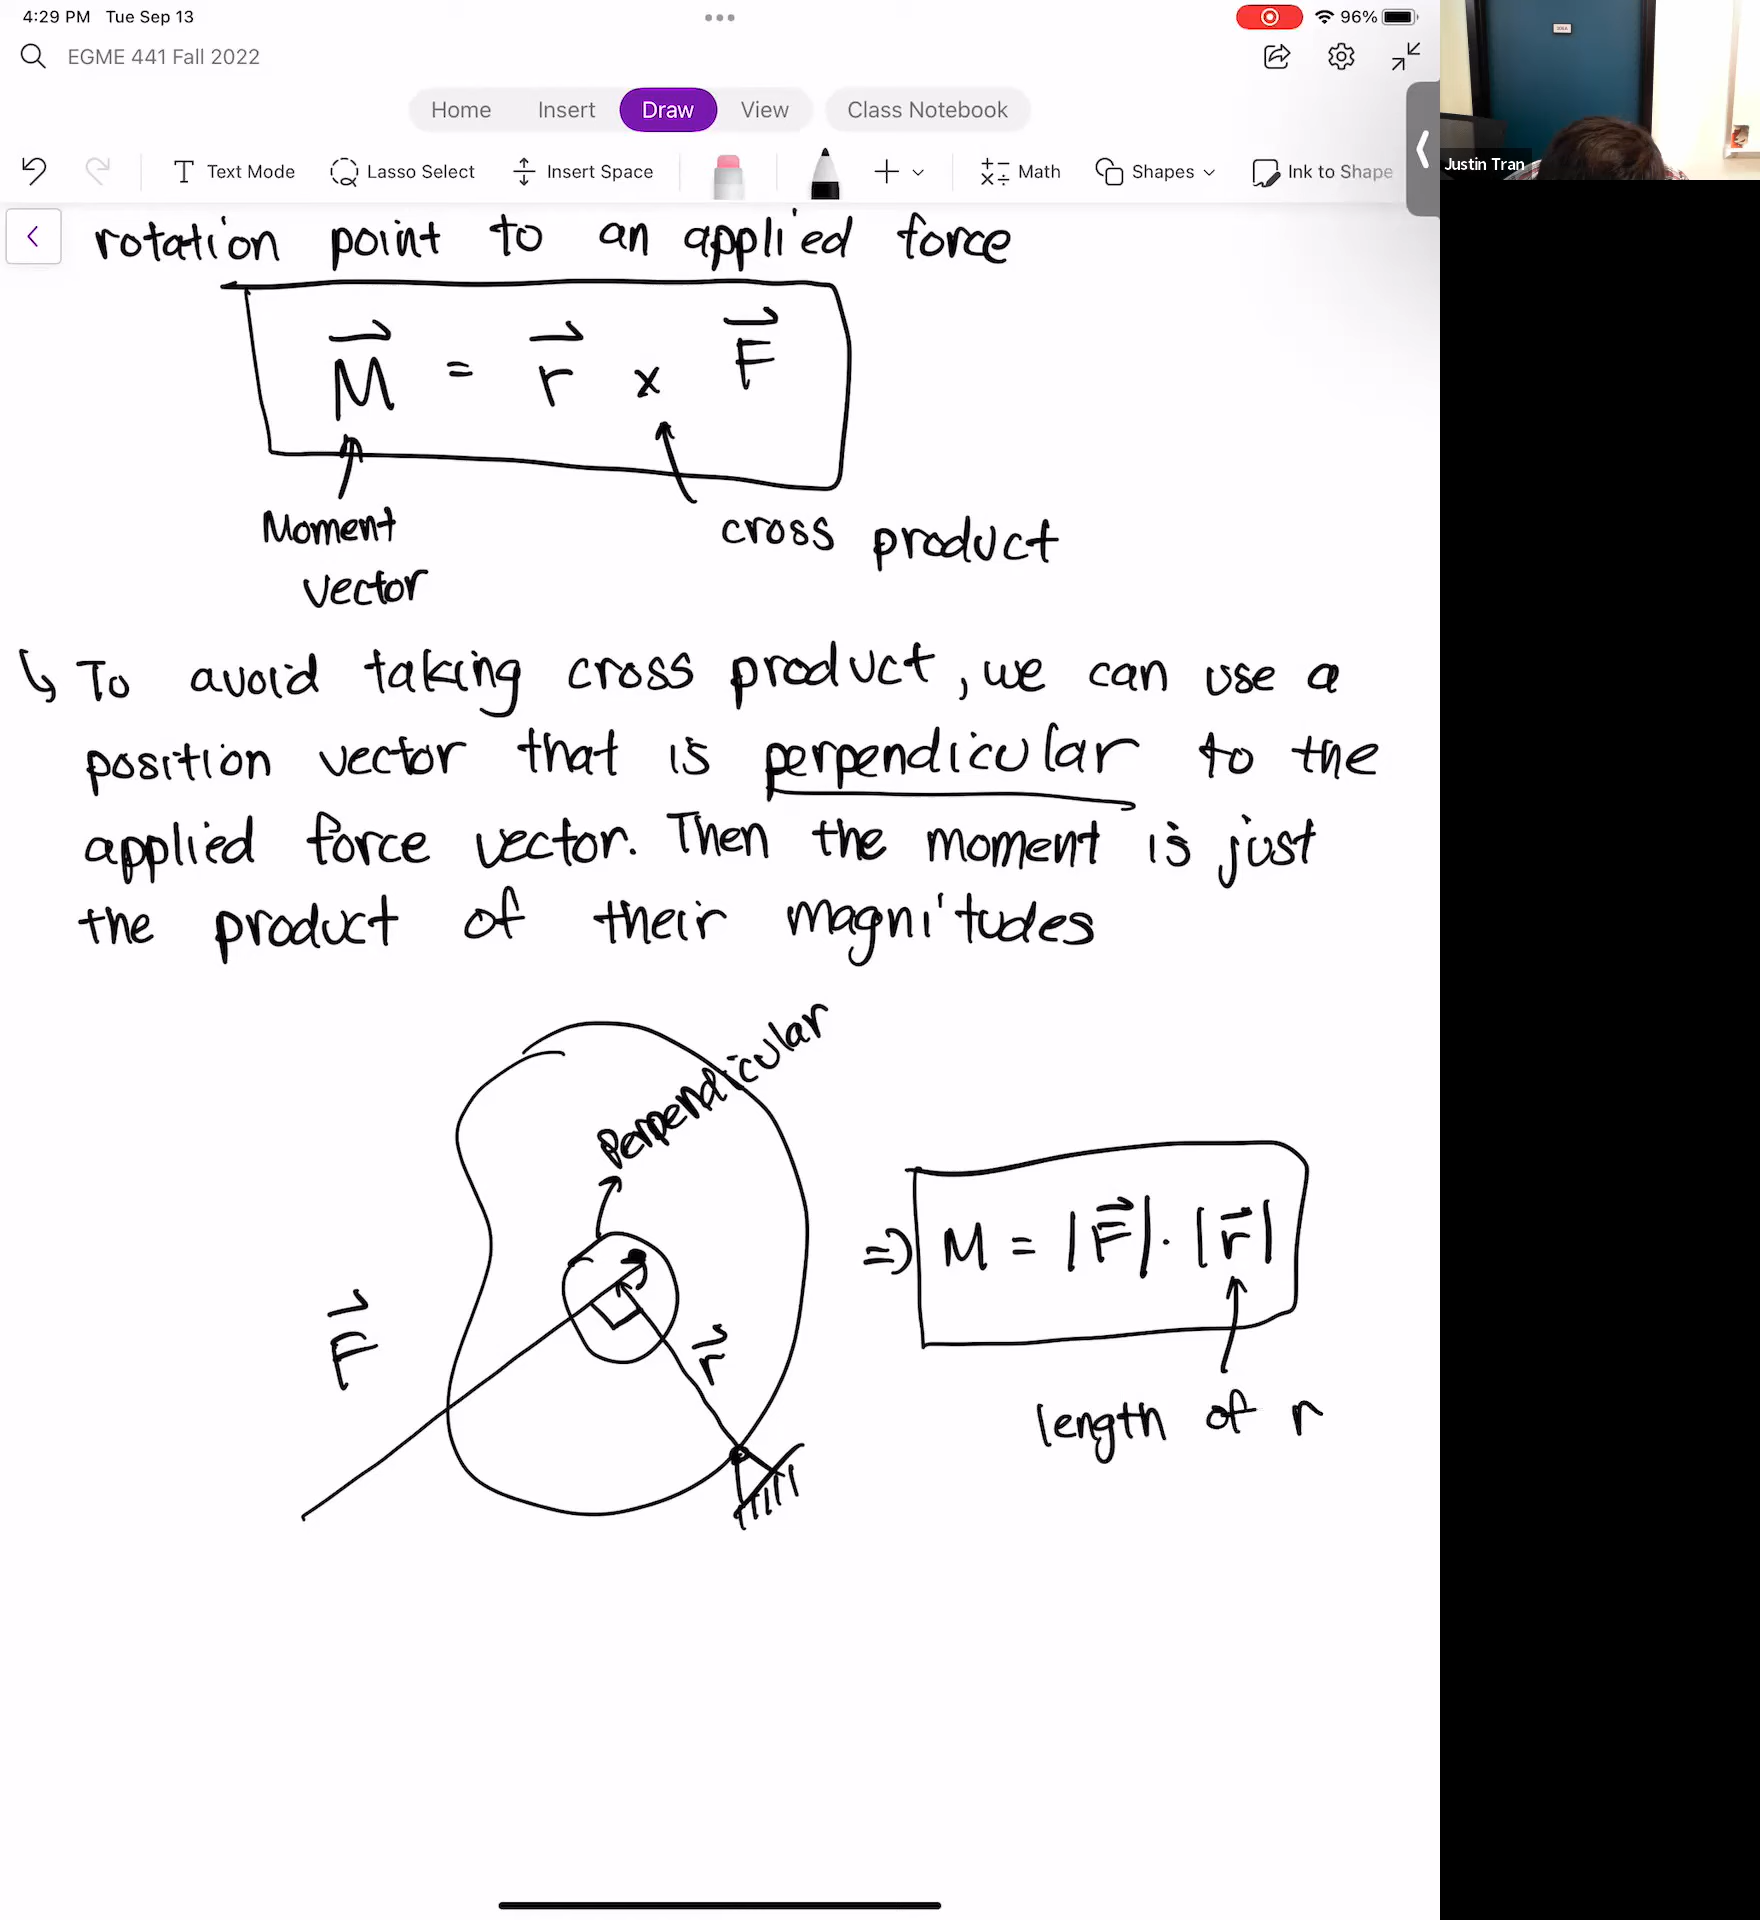 4:29 PM Tue Sep 13
96%
EGME 441 Fall 2022
Home Insert Draw View Class Notebook
Text Mode Lasso Select Insert Space Math Shapes Ink to Shape
Justin Tran
rotation point to an applied force
M⃗ = r⃗ x F⃗
Moment
vector
cross product
↳ To avoid taking cross product, we can use a
position vector that is perpendicular to the
applied force vector. Then the moment is just
the product of their magnitudes
Perpendicular
F⃗
r⃗
=> M = |F⃗| · |r⃗|
length of r